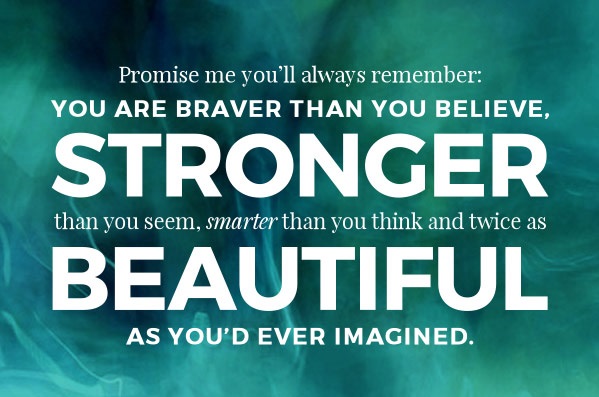 Promise me you’ll always remember:
YOU ARE BRAVER THAN YOU BELIEVE,
STRONGER
than you seem, smarter than you think and twice as
BEAUTIFUL
AS YOU’D EVER IMAGINED.